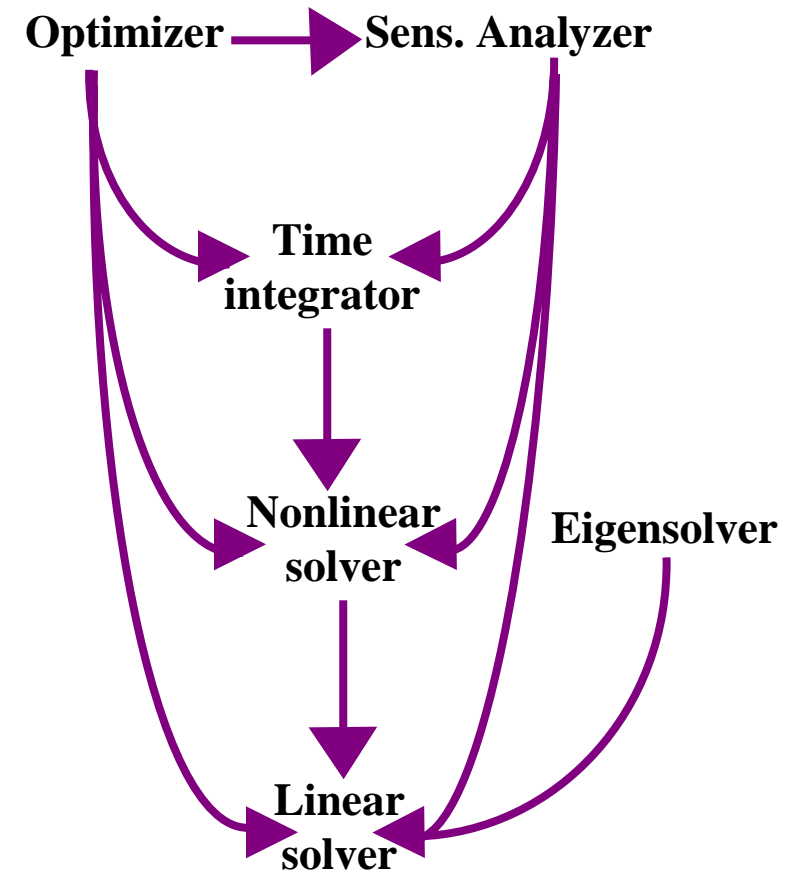 Optimizer
Sens. Analyzer
Time
integrator
Nonlinear
solver
Eigensolver
Linear
solver